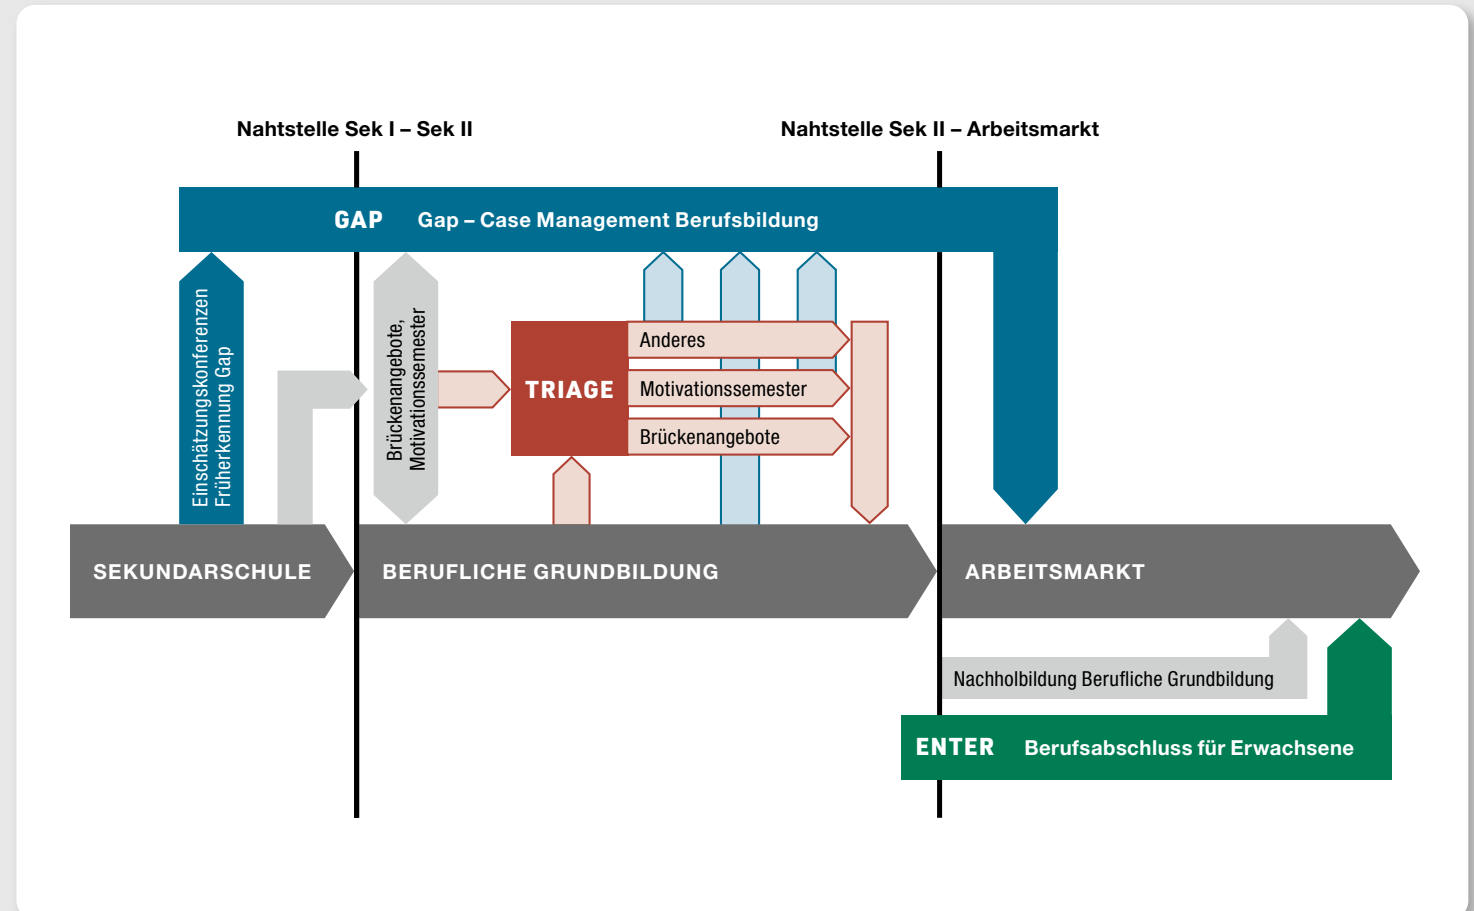 Nahtstelle Sek I – Sek II
Nahtstelle Sek II – Arbeitsmarkt
GAP Gap – Case Management Berufsbildung
Einschätzungskonferenzen
Früherkennung Gap
Brückenangebote,
Motivationssemester
TRIAGE
Anderes
Motivationssemester
Brückenangebote
SEKUNDARSCHULE
BERUFLICHE GRUNDBILDUNG
ARBEITSMARKT
Nachholbildung Berufliche Grundbildung
ENTER Berufsabschluss für Erwachsene